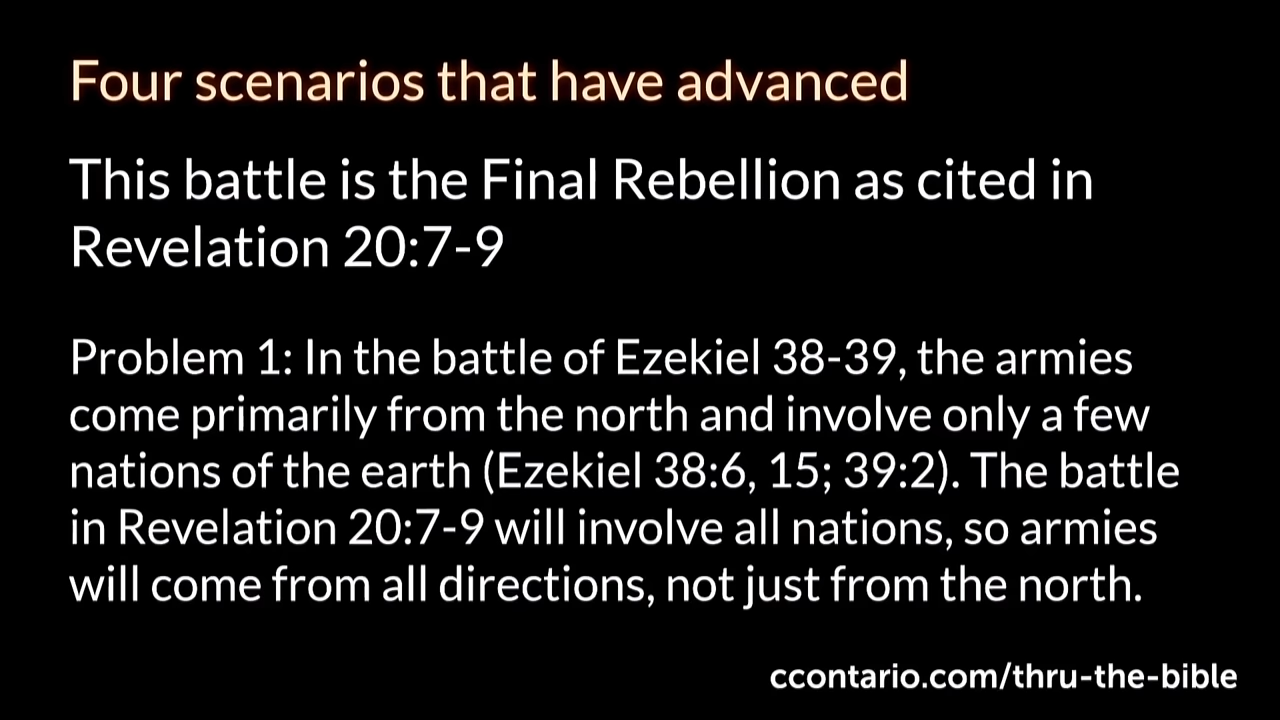 Four scenarios that have advanced
This battle is the Final Rebellion as cited in
Revelation 20:7-9
Problem 1: In the battle of Ezekiel 38-39, the armies
come primarily from the north and involve only a few
nations of the earth (Ezekiel 38:6, 15; 39:2). The battle
in Revelation 20:7-9 will involve all nations, so armies
will come from all directions, not just from the north.
ccontario.com/thru-the-bible